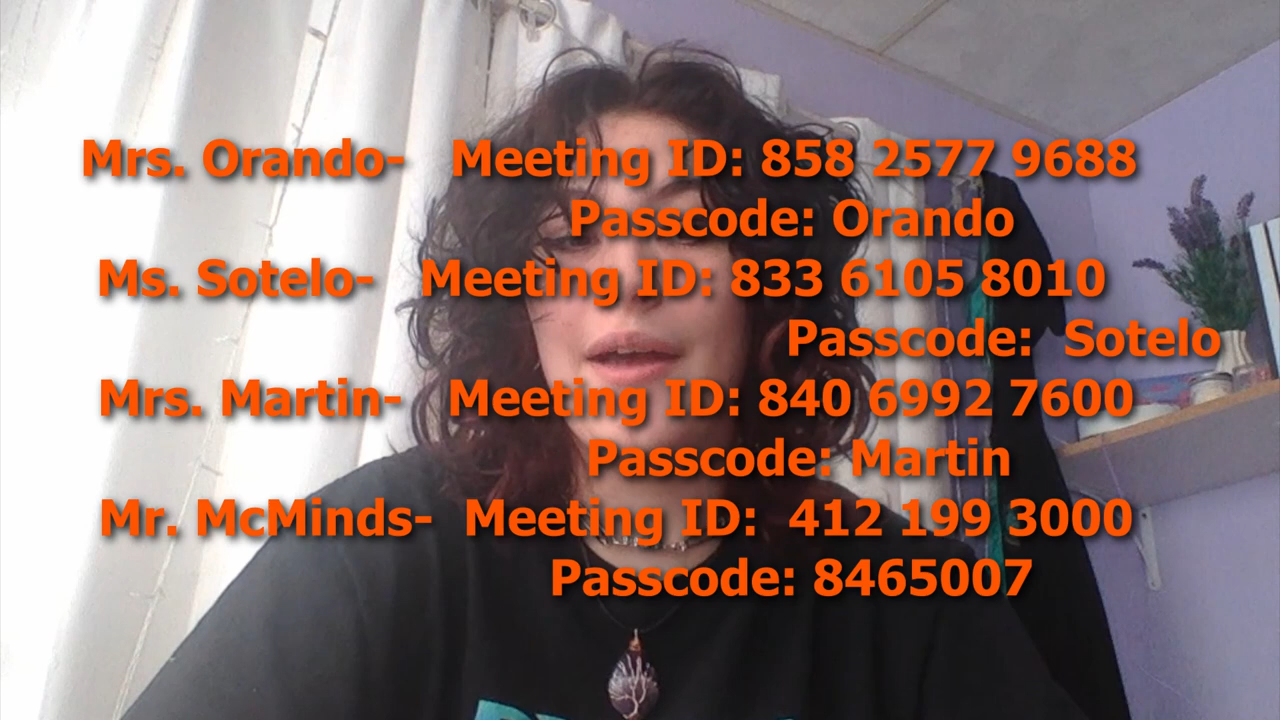 Mrs. Orando- Meeting ID: 858 2577 9688
Passcode: Orando
Ms. Sotelo- Meeting ID: 833 6105 8010
Passcode: Sotelo
Mrs. Martin- Meeting ID: 840 6992 7600
Passcode: Martin
Mr. McMinds- Meeting ID: 412 199 3000
Passcode: 8465007